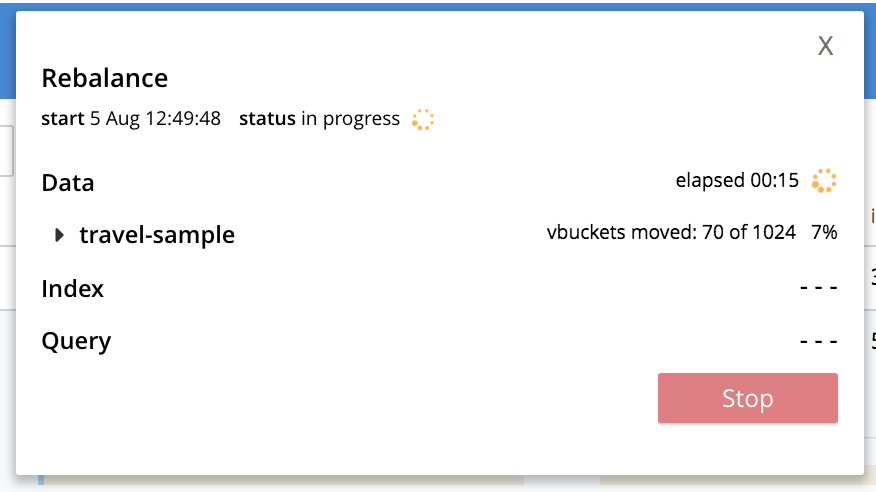 X
Rebalance
start 5 Aug 12:49:48 status in progress
Data elapsed 00:15
travel-sample vbuckets moved: 70 of 1024 7%
Index - - -
Query - - -
Stop